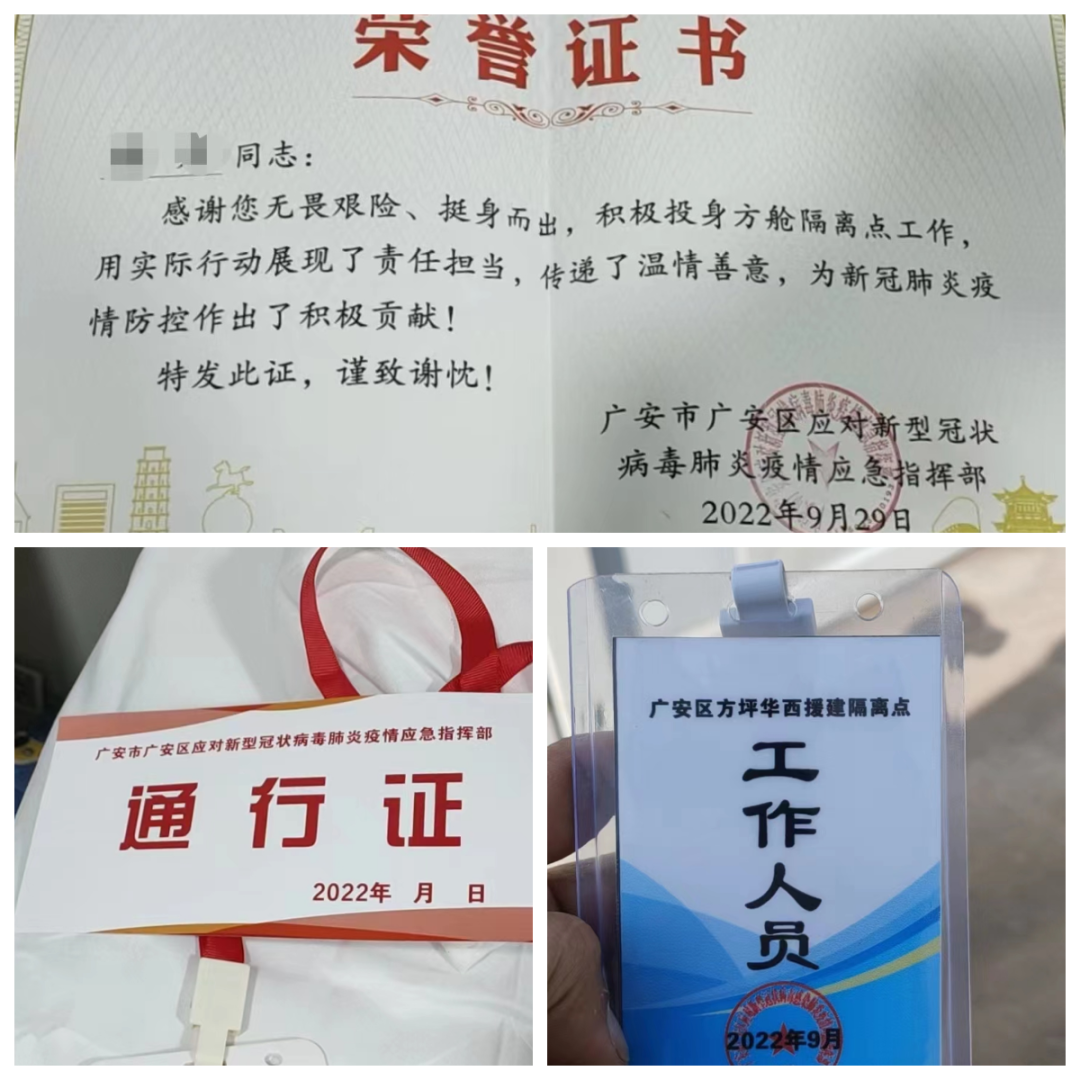 荣誉证书
同志：
感谢您无畏艰险、挺身而出，积极投身方舱隔离点工作，
用实际行动展现了责任担当，传递了温情善意，为新冠肺炎疫
情防控作出了积极贡献！
特发此证，谨致谢忱！
广安市广安区应对新型冠状
病毒肺炎疫情应急指挥部
2022年9月29日
广安市广安区应对新型冠状病毒肺炎疫情应急指挥部
通行证
2022年 月 日
广安区方坪华西援建隔离点
工作人员
2022年9月